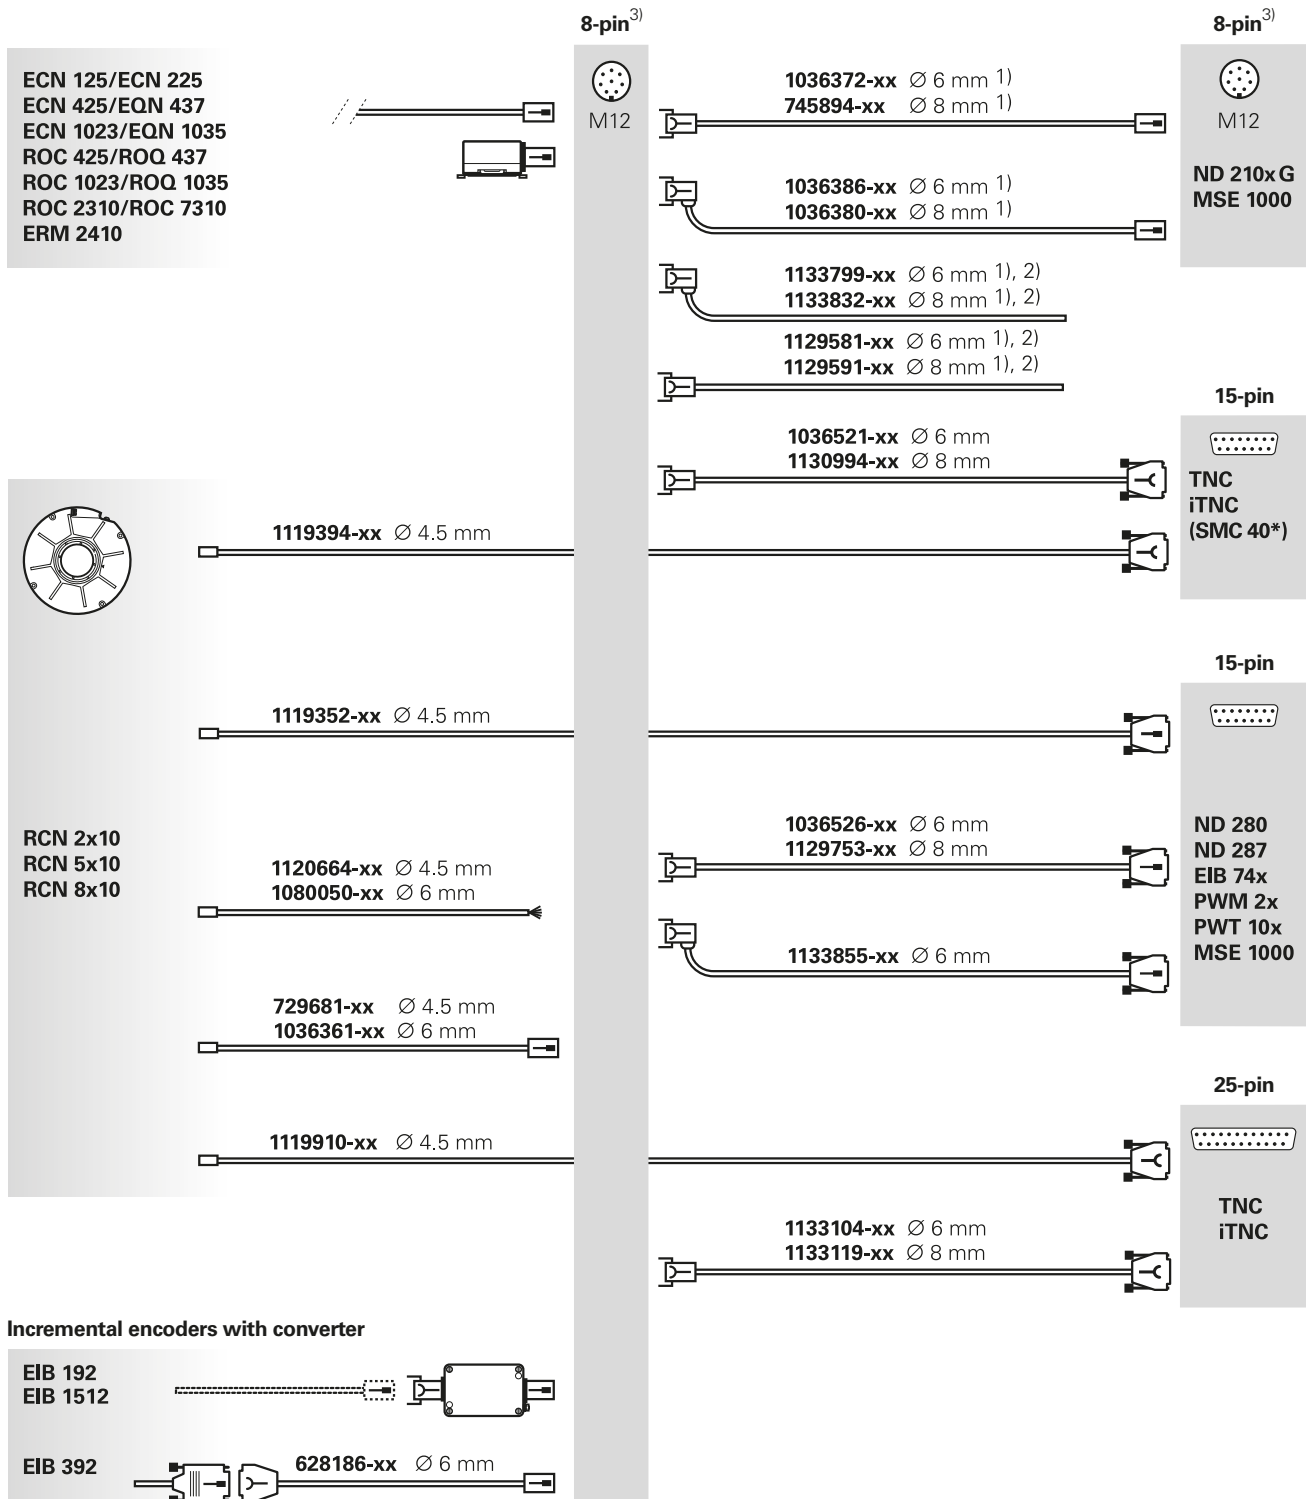 8-pin3)
8-pin3)
ECN 125/ECN 225
ECN 425/EQN 437
ECN 1023/EQN 1035
ROC 425/ROQ 437
ROC 1023/ROQ 1035
ROC 2310/ROC 7310
ERM 2410
M12
1036372-xx Ø 6 mm 1)
745894-xx Ø 8 mm 1)
M12
ND 210x G
MSE 1000
1036386-xx Ø 6 mm 1)
1036380-xx Ø 8 mm 1)
1133799-xx Ø 6 mm 1), 2)
1133832-xx Ø 8 mm 1), 2)
1129581-xx Ø 6 mm 1), 2)
1129591-xx Ø 8 mm 1), 2)
15-pin
1036521-xx Ø 6 mm
1130994-xx Ø 8 mm
TNC
iTNC
(SMC 40*)
1119394-xx Ø 4.5 mm
15-pin
1119352-xx Ø 4.5 mm
RCN 2x10
RCN 5x10
RCN 8x10
1120664-xx Ø 4.5 mm
1080050-xx Ø 6 mm
1036526-xx Ø 6 mm
1129753-xx Ø 8 mm
ND 280
ND 287
EIB 74x
PWM 2x
PWT 10x
MSE 1000
1133855-xx Ø 6 mm
729681-xx Ø 4.5 mm
1036361-xx Ø 6 mm
25-pin
1119910-xx Ø 4.5 mm
TNC
iTNC
1133104-xx Ø 6 mm
1133119-xx Ø 8 mm
Incremental encoders with converter
EIB 192
EIB 1512
EIB 392
628186-xx Ø 6 mm